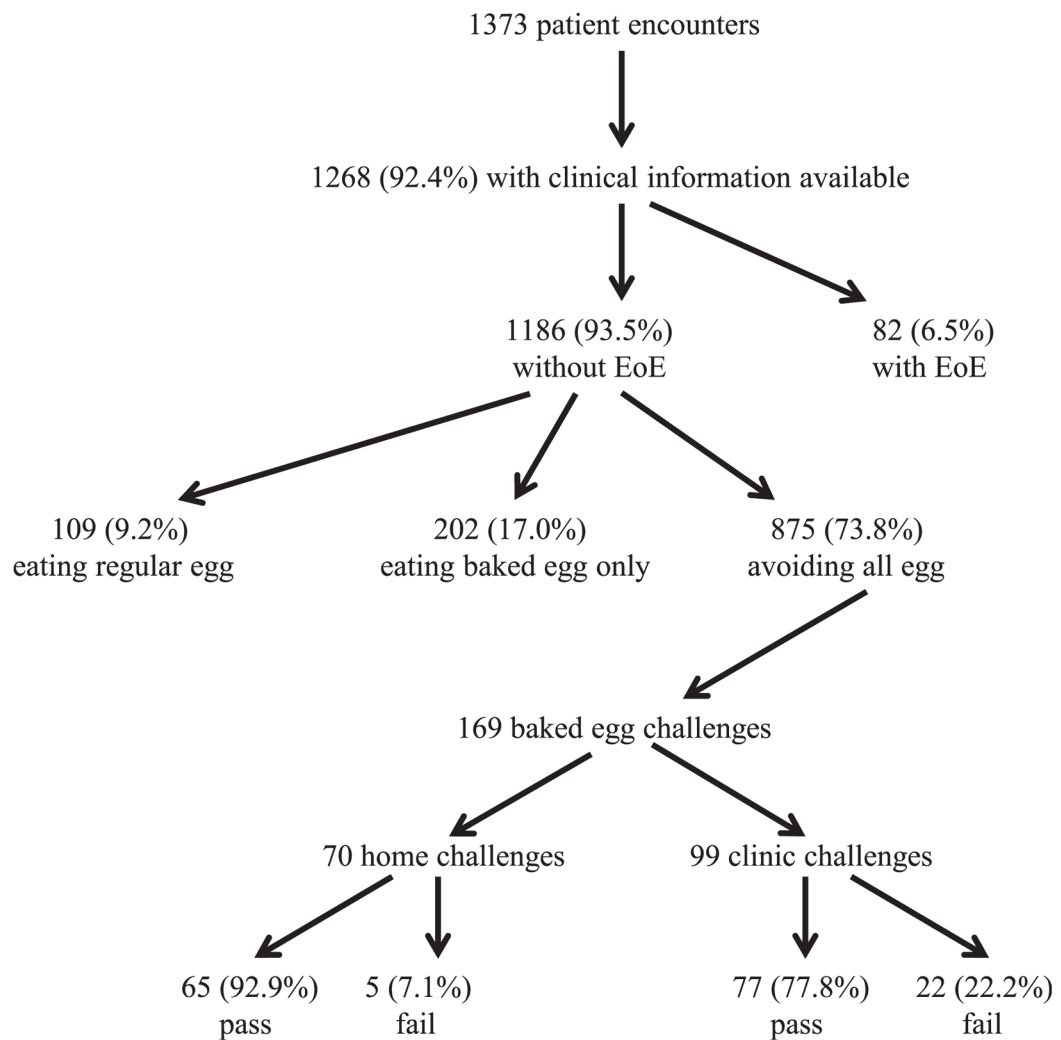 1373 patient encounters
1268 (92.4%) with clinical information available
1186 (93.5%)
without EoE
82 (6.5%)
with EoE
109 (9.2%)
eating regular egg
202 (17.0%)
eating baked egg only
875 (73.8%)
avoiding all egg
169 baked egg challenges
70 home challenges
99 clinic challenges
65 (92.9%)
pass
5 (7.1%)
fail
77 (77.8%)
pass
22 (22.2%)
fail